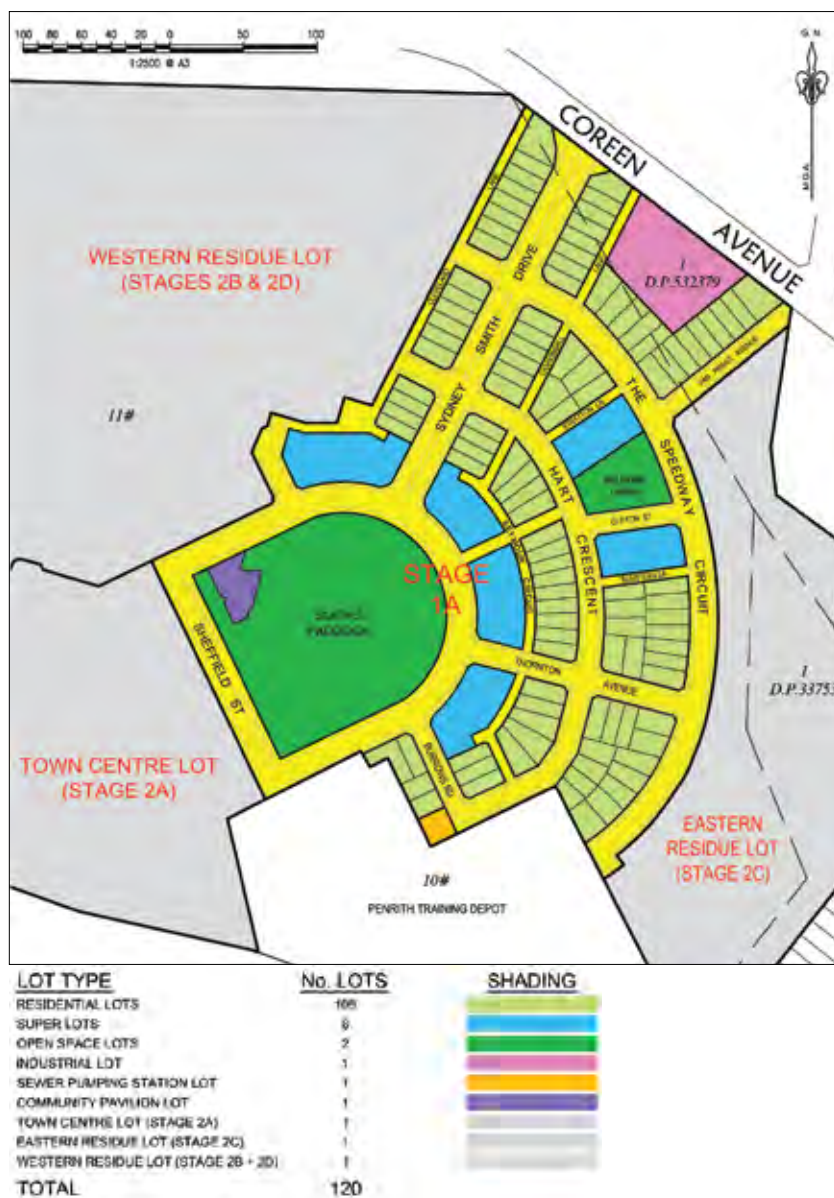 100 80 60 40 20 0 50 100
1:2500 @ A3
G.N.
M.G.A.
COREEN
AVENUE
WESTERN RESIDUE LOT
(STAGES 2B & 2D)
11#
DRIVE
SMITH
SYDNEY
1
D.P.532379
THE
SPEEDWAY
CIRCUIT
HART
CRESCENT
STAGE
1A
PADDOCK
SHEFFIELD ST
THORNTON
AVENUE
1
D.P.33753
TOWN CENTRE LOT
(STAGE 2A)
EASTERN
RESIDUE LOT
(STAGE 2C)
10#
PENRITH TRAINING DEPOT
LOT TYPE No. LOTS SHADING
RESIDENTIAL LOTS
SUPER LOTS
OPEN SPACE LOTS 2
INDUSTRIAL LOT 1
SEWER PUMPING STATION LOT 1
COMMUNITY PAVILION LOT 1
TOWN CENTRE LOT (STAGE 2A) 1
EASTERN RESIDUE LOT (STAGE 2C) 1
WESTERN RESIDUE LOT (STAGE 2B + 2D) 1
TOTAL 120